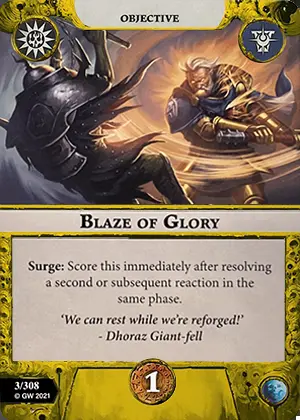 OBJECTIVE
BLAZE OF GLORY
Surge: Score this immediately after resolving
a second or subsequent reaction in the
same phase.
‘We can rest while we’re reforged!’
- Dhoraz Giant-fell
3/308
© GW 2021
1